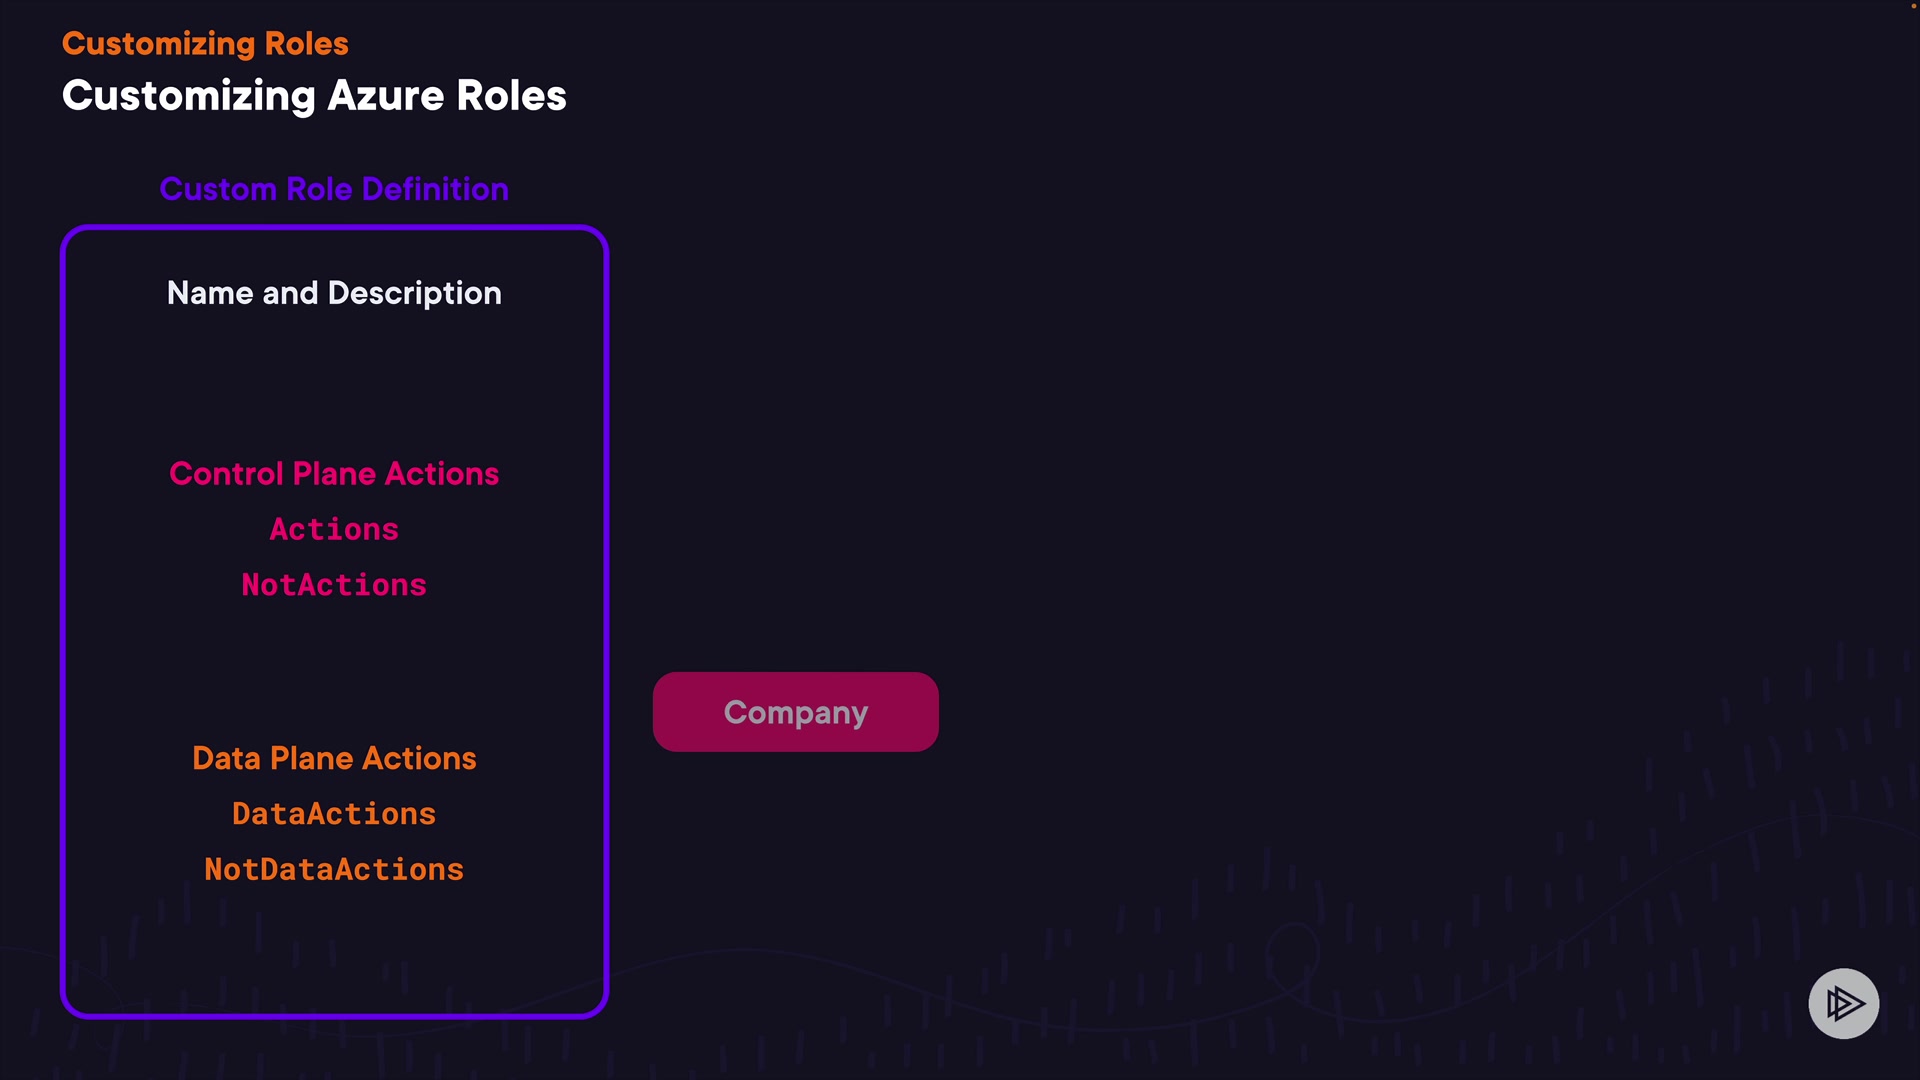 Customizing Roles
Customizing Azure Roles
Custom Role Definition
Name and Description
Control Plane Actions
Actions
NotActions
Company
Data Plane Actions
DataActions
NotDataActions